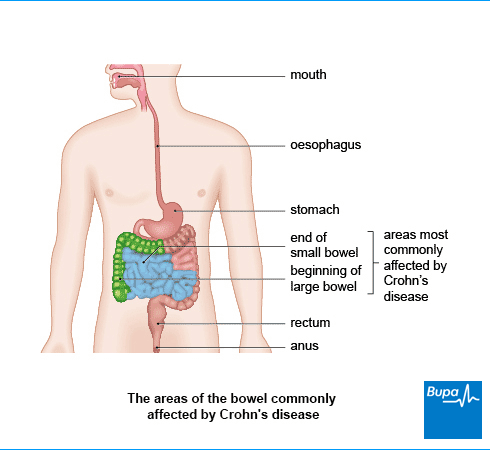 mouth
oesophagus
stomach
end of
small bowel
beginning of
large bowel
areas most
commonly
affected by
Crohn's
disease
rectum
anus
The areas of the bowel commonly
affected by Crohn's disease
Bupa